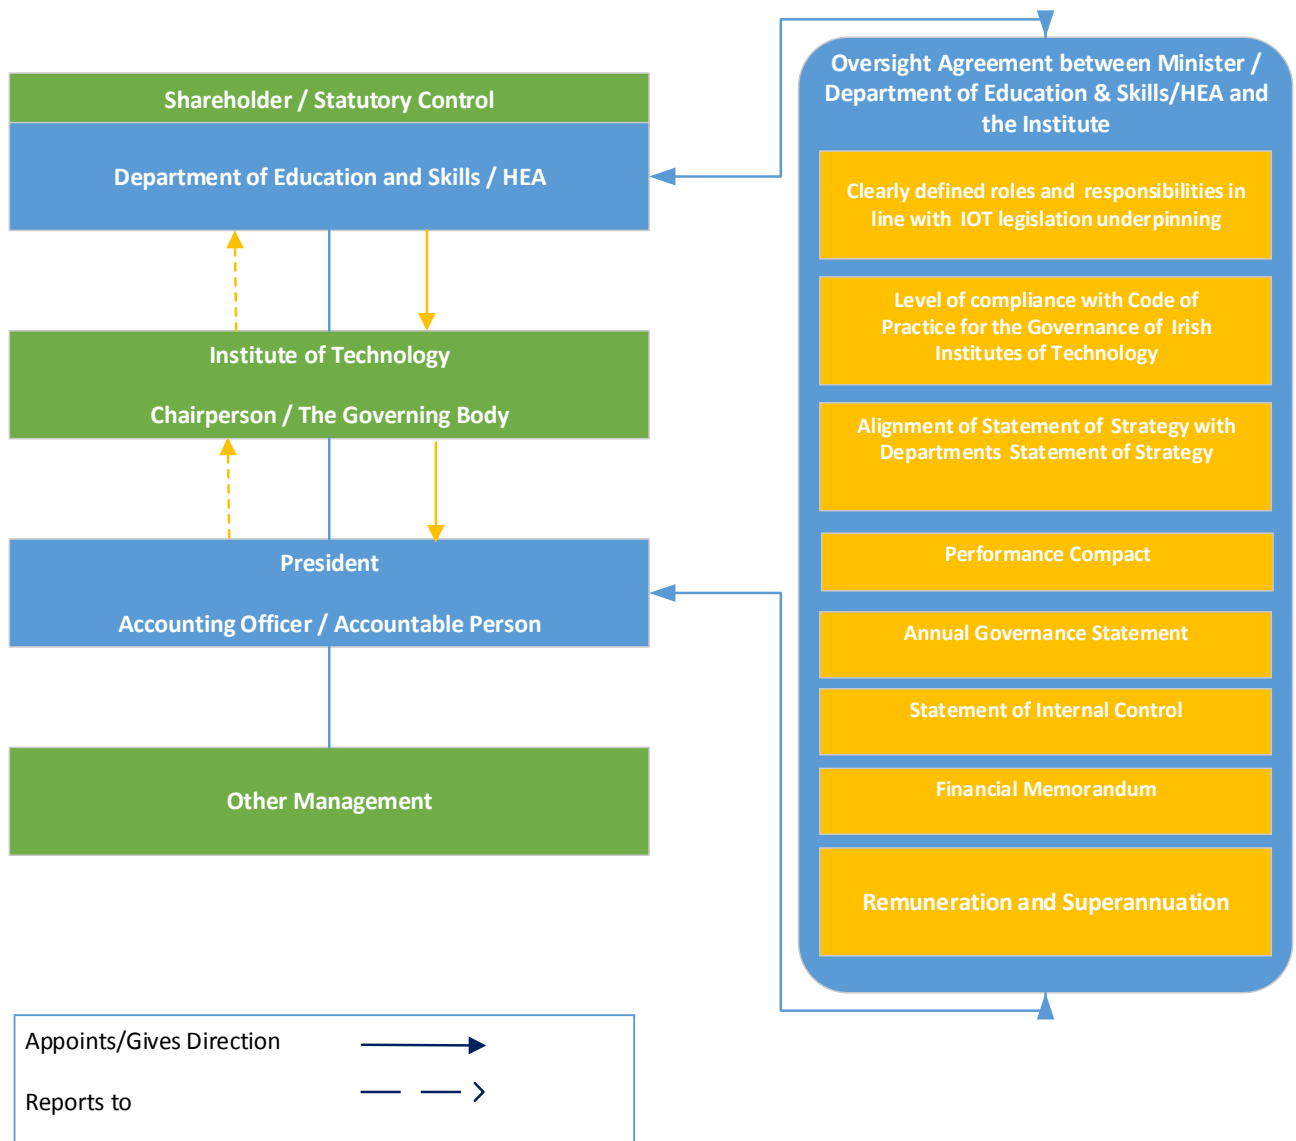 Shareholder / Statutory Control
Department of Education and Skills / HEA
Institute of Technology
Chairperson / The Governing Body
President
Accounting Officer / Accountable Person
Other Management
Oversight Agreement between Minister /
Department of Education & Skills/HEA and
the Institute
Clearly defined roles and responsibilities in
line with IOT legislation underpinning
Level of compliance with Code of
Practice for the Governance of Irish
Institutes of Technology
Alignment of Statement of Strategy with
Departments Statement of Strategy
Performance Compact
Annual Governance Statement
Statement of Internal Control
Financial Memorandum
Remuneration and Superannuation
Appoints/Gives Direction
Reports to